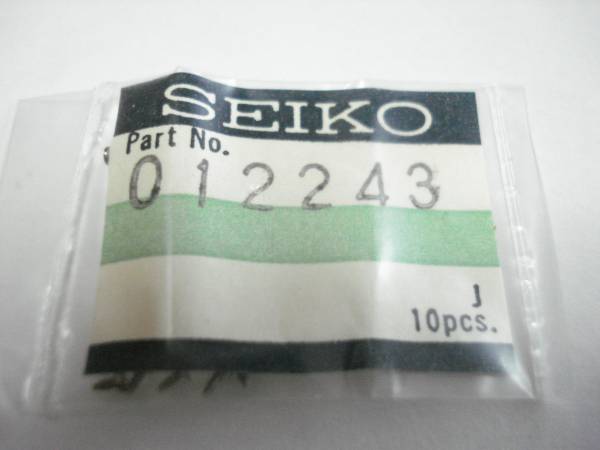 SEIKO
Part No.
012243
J
10pcs.